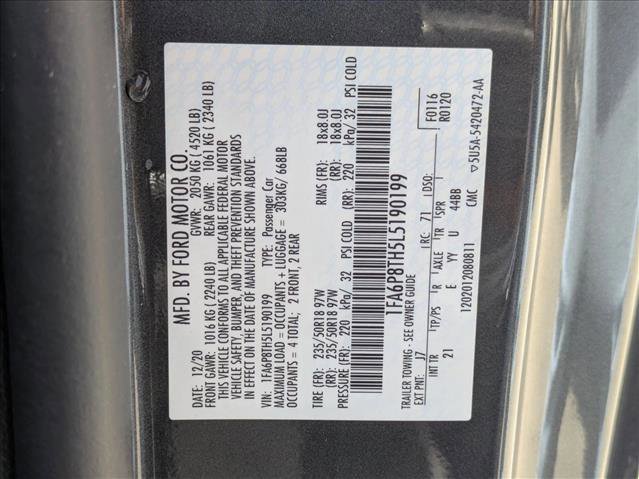 MFD. BY FORD MOTOR CO.
DATE: 12/20 GVWR: 2050 KG ( 4520 LB)
FRONT GAWR: 1016 KG (2240 LB) REAR GAWR: 1061 KG ( 2340 LB)
THIS VEHICLE CONFORMS TO ALL APPLICABLE FEDERAL MOTOR
VEHICLE SAFETY, BUMPER, AND THEFT PREVENTION STANDARDS
IN EFFECT ON THE DATE OF MANUFACTURE SHOWN ABOVE.
VIN: 1FA6P8TH5L5190199 TYPE: Passenger Car
MAXIMUM LOAD = OCCUPANTS + LUGGAGE = 303KG/ 668LB
OCCUPANTS = 4 TOTAL; 2 FRONT, 2 REAR
TIRE (FR): 235/50R18 97W RIMS (FR): 18x8.0J
(RR): 235/50R18 97W (RR): 18x8.0J
PRESSURE (FR): 220 kPa/ 32 PSI COLD (RR): 220 kPa/ 32 PSI COLD
1FA6P8TH5L5190199
TRAILER TOWING - SEE OWNER GUIDE F0116
EXT PNT: J7 RC: 71 DSO: R0120
INT TR TP/PS R AXLE TR SPR
21 E YY U 44BB
CMC ▽5U5A-5420472-AA
1202012080811